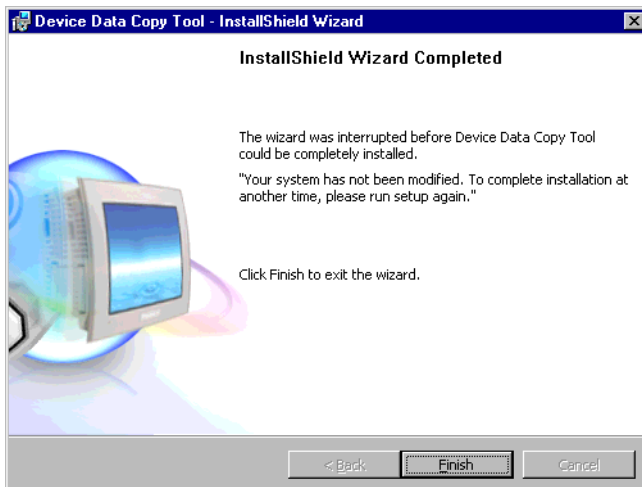 Device Data Copy Tool - InstallShield Wizard
InstallShield Wizard Completed
The wizard was interrupted before Device Data Copy Tool
could be completely installed.
"Your system has not been modified. To complete installation at
another time, please run setup again."
Click Finish to exit the wizard.
< Back
Finish
Cancel